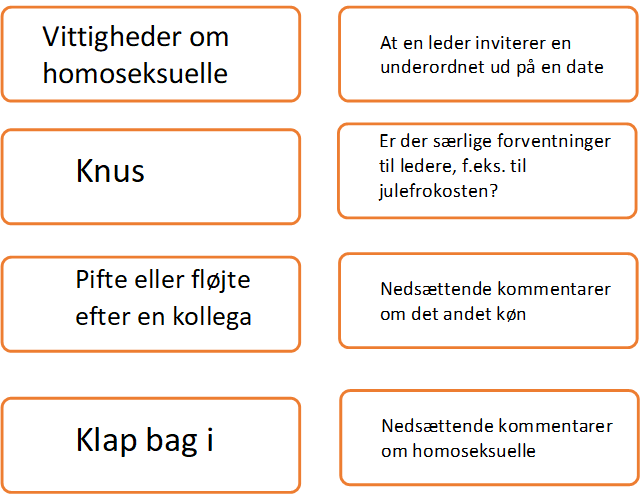 Vittigheder om
homoseksuelle
At en leder inviterer en
underordnet ud på en date
Knus
Er der særlige forventninger
til ledere, f.eks. til
julefrokosten?
Pifte eller fløjte
efter en kollega
Nedsættende kommentarer
om det andet køn
Klap bag i
Nedsættende kommentarer
om homoseksuelle